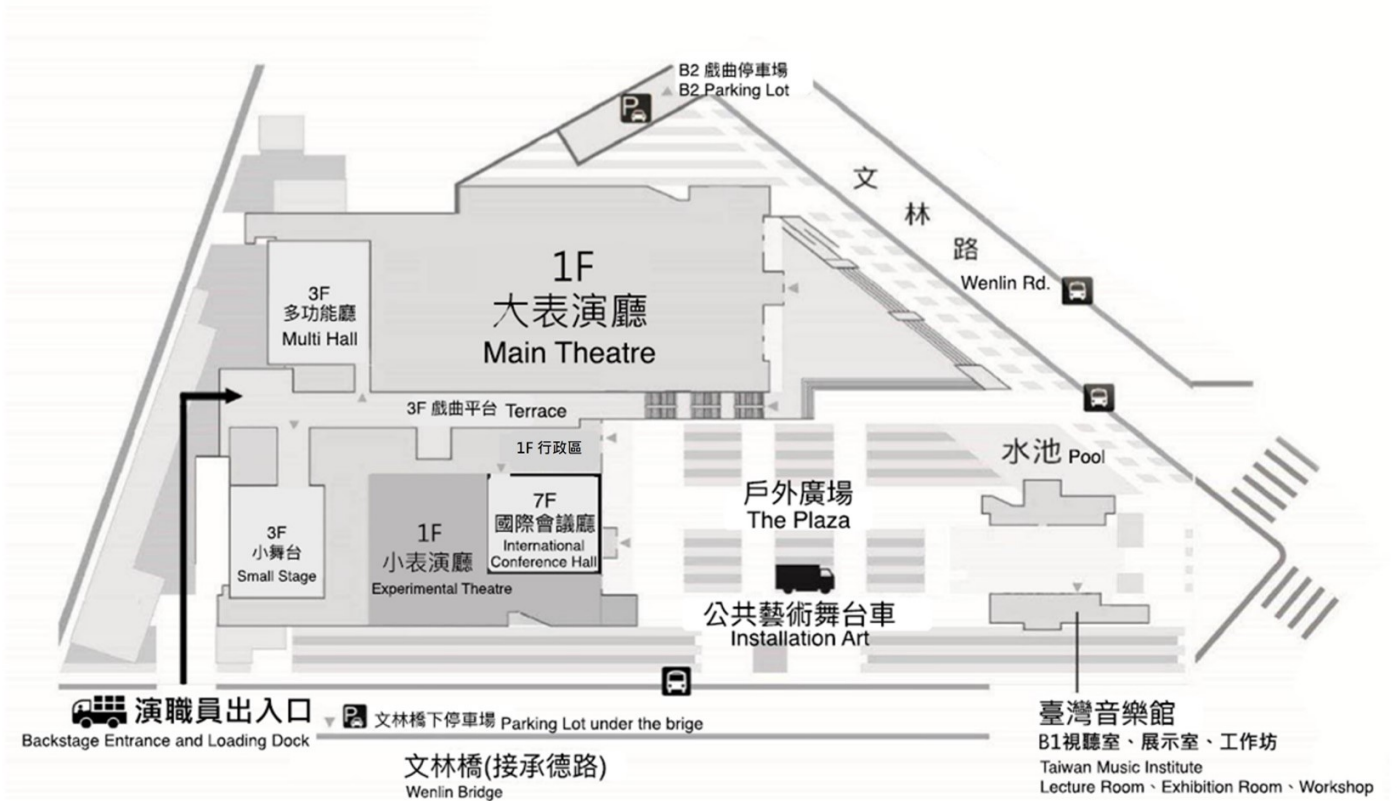 B2 戲曲停車場
B2 Parking Lot
P
文
林
路
Wenlin Rd.
1F
大表演廳
Main Theatre
3F
多功能廳
Multi Hall
3F 戲曲平台 Terrace
1F 行政區
水池 Pool
戶外廣場
The Plaza
7F
國際會議廳
International
Conference Hall
1F
小表演廳
Experimental Theatre
3F
小舞台
Small Stage
公共藝術舞台車
Installation Art
演職員出入口
Backstage Entrance and Loading Dock
P
文林橋下停車場 Parking Lot under the brige
文林橋(接承德路)
Wenlin Bridge
臺灣音樂館
B1視聽室、展示室、工作坊
Taiwan Music Institute
Lecture Room、Exhibition Room、Workshop